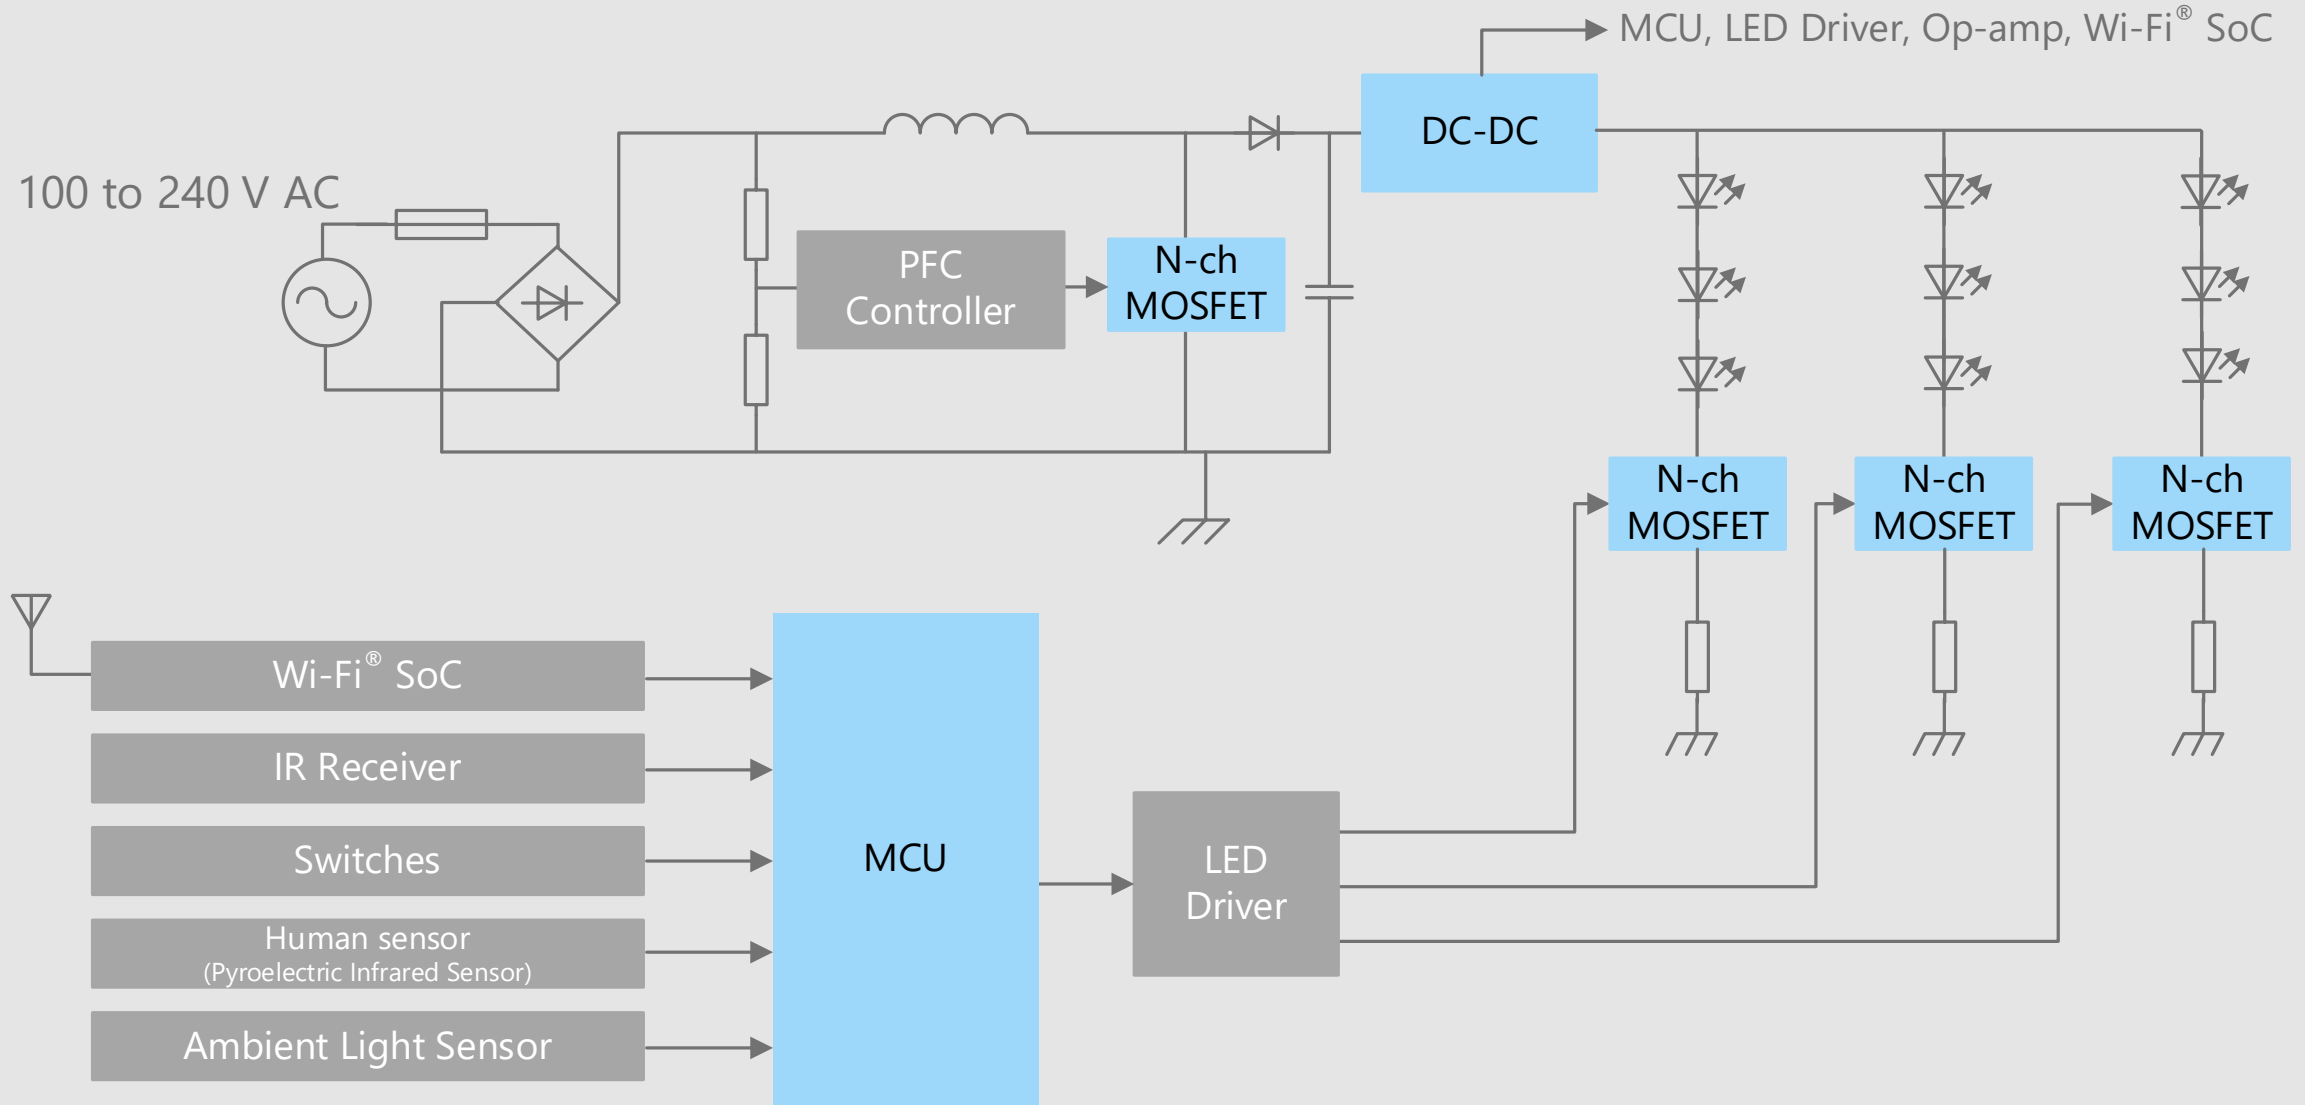 MCU, LED Driver, Op-amp, Wi-Fi® SoC
DC-DC
100 to 240 V AC
PFC
Controller
N-ch
MOSFET
N-ch
MOSFET
N-ch
MOSFET
N-ch
MOSFET
Wi-Fi® SoC
IR Receiver
Switches
Human sensor
(Pyroelectric Infrared Sensor)
Ambient Light Sensor
MCU
LED
Driver